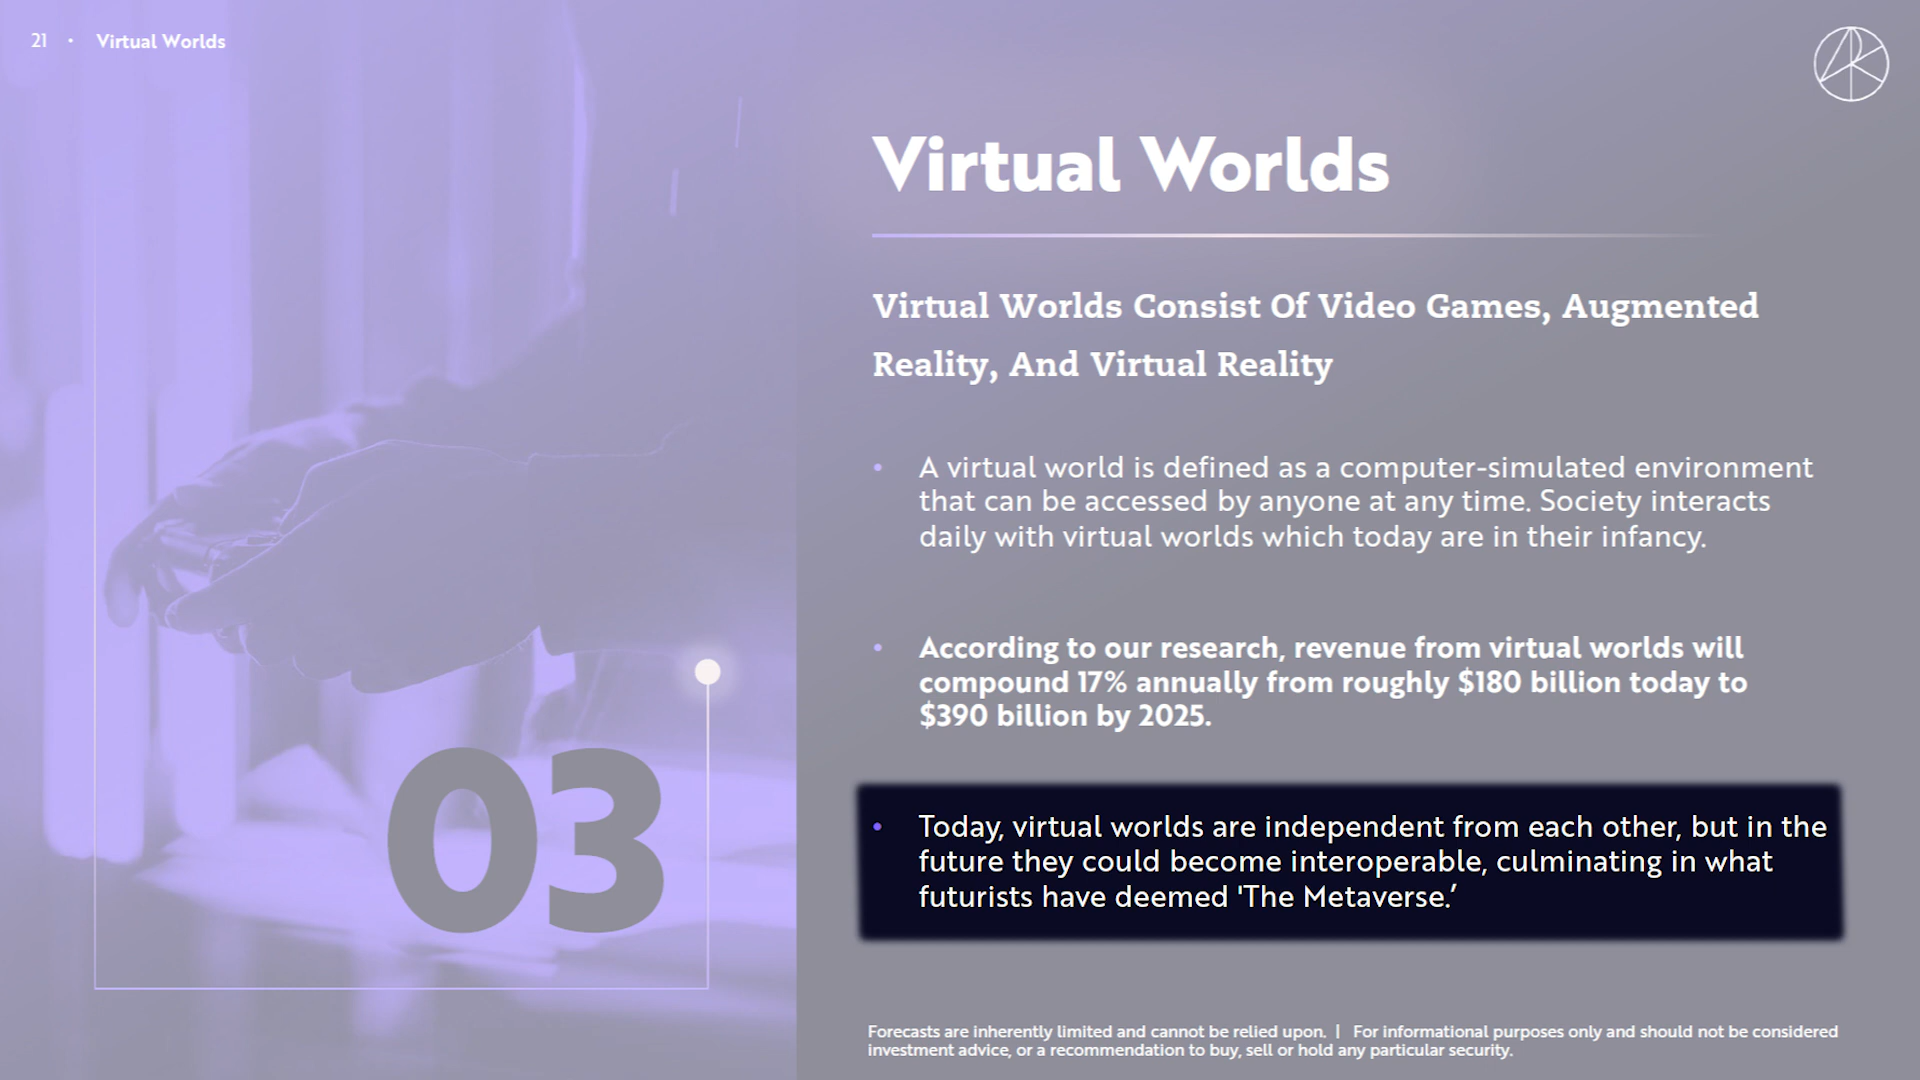 21 • Virtual Worlds
Virtual Worlds
Virtual Worlds Consist Of Video Games, Augmented
Reality, And Virtual Reality
• A virtual world is defined as a computer-simulated environment
that can be accessed by anyone at any time. Society interacts
daily with virtual worlds which today are in their infancy.
• According to our research, revenue from virtual worlds will
compound 17% annually from roughly $180 billion today to
$390 billion by 2025.
• Today, virtual worlds are independent from each other, but in the
future they could become interoperable, culminating in what
futurists have deemed 'The Metaverse.’
03
Forecasts are inherently limited and cannot be relied upon. | For informational purposes only and should not be considered
investment advice, or a recommendation to buy, sell or hold any particular security.